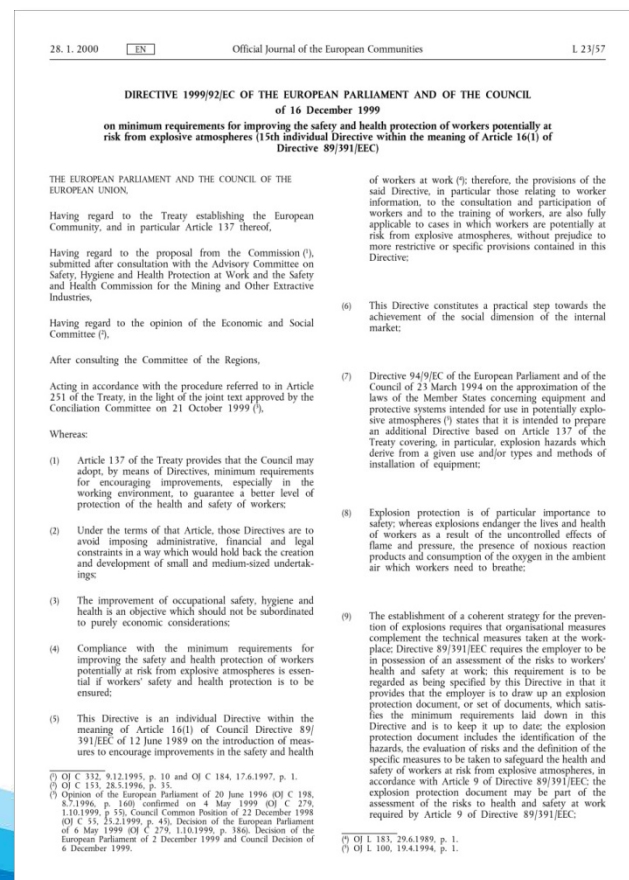 28. 1. 2000 EN Official Journal of the European Communities L 23/57
DIRECTIVE 1999/92/EC OF THE EUROPEAN PARLIAMENT AND OF THE COUNCIL
of 16 December 1999
on minimum requirements for improving the safety and health protection of workers potentially at
risk from explosive atmospheres (15th individual Directive within the meaning of Article 16(1) of
Directive 89/391/EEC)
THE EUROPEAN PARLIAMENT AND THE COUNCIL OF THE
EUROPEAN UNION,
Having regard to the Treaty establishing the European
Community, and in particular Article 137 thereof,
Having regard to the proposal from the Commission (1),
submitted after consultation with the Advisory Committee on
Safety, Hygiene and Health Protection at Work and the Safety
and Health Commission for the Mining and Other Extractive
Industries,
Having regard to the opinion of the Economic and Social
Committee (2),
After consulting the Committee of the Regions,
Acting in accordance with the procedure referred to in Article
251 of the Treaty, in the light of the joint text approved by the
Conciliation Committee on 21 October 1999 (3),
Whereas:
(1) Article 137 of the Treaty provides that the Council may
adopt, by means of Directives, minimum requirements
for encouraging improvements, especially in the
working environment, to guarantee a better level of
protection of the health and safety of workers;
(2) Under the terms of that Article, those Directives are to
avoid imposing administrative, financial and legal
constraints in a way which would hold back the creation
and development of small and medium-sized undertak-
ings;
(3) The improvement of occupational safety, hygiene and
health is an objective which should not be subordinated
to purely economic considerations;
(4) Compliance with the minimum requirements for
improving the safety and health protection of workers
potentially at risk from explosive atmospheres is essen-
tial if workers' safety and health protection is to be
ensured;
(5) This Directive is an individual Directive within the
meaning of Article 16(1) of Council Directive 89/
391/EEC of 12 June 1989 on the introduction of meas-
ures to encourage improvements in the safety and health
(1) OJ C 332, 9.12.1995, p. 10 and OJ C 184, 17.6.1997, p. 1.
(2) OJ C 153, 28.5.1996, p. 35.
(3) Opinion of the European Parliament of 20 June 1996 (OJ C 198,
8.7.1996, p. 160) confirmed on 4 May 1999 (OJ C 279,
1.10.1999, p 55), Council Common Position of 22 December 1998
(OJ C 55, 25.2.1999, p. 45), Decision of the European Parliament
of 6 May 1999 (OJ C 279, 1.10.1999, p. 386). Decision of the
European Parliament of 2 December 1999 and Council Decision of
6 December 1999.
of workers at work (4); therefore, the provisions of the
said Directive, in particular those relating to worker
information, to the consultation and participation of
workers and to the training of workers, are also fully
applicable to cases in which workers are potentially at
risk from explosive atmospheres, without prejudice to
more restrictive or specific provisions contained in this
Directive;
(6) This Directive constitutes a practical step towards the
achievement of the social dimension of the internal
market;
(7) Directive 94/9/EC of the European Parliament and of the
Council of 23 March 1994 on the approximation of the
laws of the Member States concerning equipment and
protective systems intended for use in potentially explo-
sive atmospheres (5) states that it is intended to prepare
an additional Directive based on Article 137 of the
Treaty covering, in particular, explosion hazards which
derive from a given use and/or types and methods of
installation of equipment;
(8) Explosion protection is of particular importance to
safety; whereas explosions endanger the lives and health
of workers as a result of the uncontrolled effects of
flame and pressure, the presence of noxious reaction
products and consumption of the oxygen in the ambient
air which workers need to breathe;
(9) The establishment of a coherent strategy for the preven-
tion of explosions requires that organisational measures
complement the technical measures taken at the work-
place; Directive 89/391/EEC requires the employer to be
in possession of an assessment of the risks to workers'
health and safety at work; this requirement is to be
regarded as being specified by this Directive in that it
provides that the employer is to draw up an explosion
protection document, or set of documents, which satis-
fies the minimum requirements laid down in this
Directive and is to keep it up to date; the explosion
protection document includes the identification of the
hazards, the evaluation of risks and the definition of the
specific measures to be taken to safeguard the health and
safety of workers at risk from explosive atmospheres, in
accordance with Article 9 of Directive 89/391/EEC; the
explosion protection document may be part of the
assessment of the risks to health and safety at work
required by Article 9 of Directive 89/391/EEC;
(4) OJ L 183, 29.6.1989, p. 1.
(5) OJ L 100, 19.4.1994, p. 1.